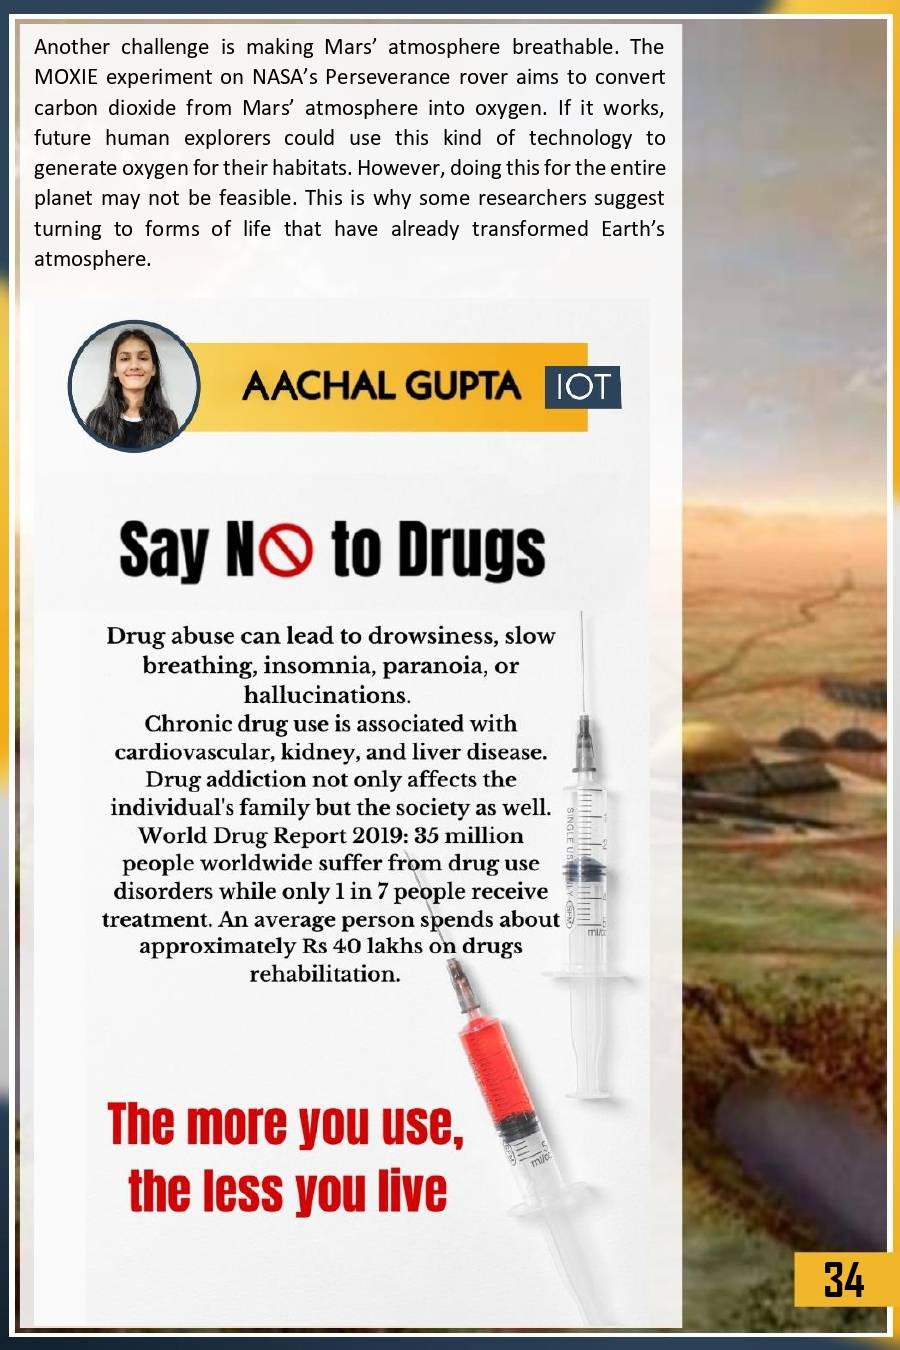 Another challenge is making Mars’ atmosphere breathable. The
MOXIE experiment on NASA’s Perseverance rover aims to convert
carbon dioxide from Mars’ atmosphere into oxygen. If it works,
future human explorers could use this kind of technology to
generate oxygen for their habitats. However, doing this for the entire
planet may not be feasible. This is why some researchers suggest
turning to forms of life that have already transformed Earth’s
atmosphere.
AACHAL GUPTA IOT
Say NO to Drugs
Drug abuse can lead to drowsiness, slow
breathing, insomnia, paranoia, or
hallucinations.
Chronic drug use is associated with
cardiovascular, kidney, and liver disease.
Drug addiction not only affects the
individual's family but the society as well.
World Drug Report 2019: 35 million
people worldwide suffer from drug use
disorders while only 1 in 7 people receive
treatment. An average person spends about
approximately Rs 40 lakhs on drugs
rehabilitation.
SINGLE USE
The more you use,
the less you live
34